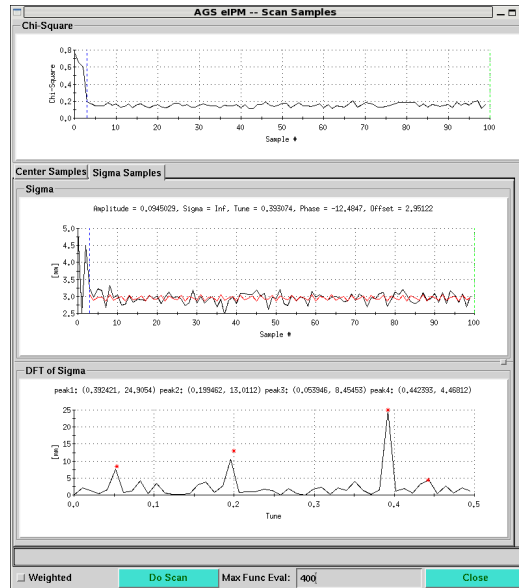 AGS eIPM -- Scan Samples
Chi-Square
0.8
0.6
0.4
0.2
0.0
Chi-Square
0 10 20 30 40 50 60 70 80 90 100
Sample #
Center Samples Sigma Samples
Sigma
Amplitude = 0.0945029, Sigma = Inf, Tune = 0.393074, Phase = -12.4847, Offset = 2.95122
5.0
4.5
4.0
3.5
3.0
2.5
[mm]
0 10 20 30 40 50 60 70 80 90 100
Sample #
DFT of Sigma
peak1: (0.392421, 24.9054) peak2: (0.199462, 13.0112) peak3: (0.053946, 8.45453) peak4: (0.442393, 4.46812)
25
20
15
10
5
0
[mm]
0.0 0.1 0.2 0.3 0.4 0.5
Tune
Weighted Do Scan Max Func Eval: 400 Close